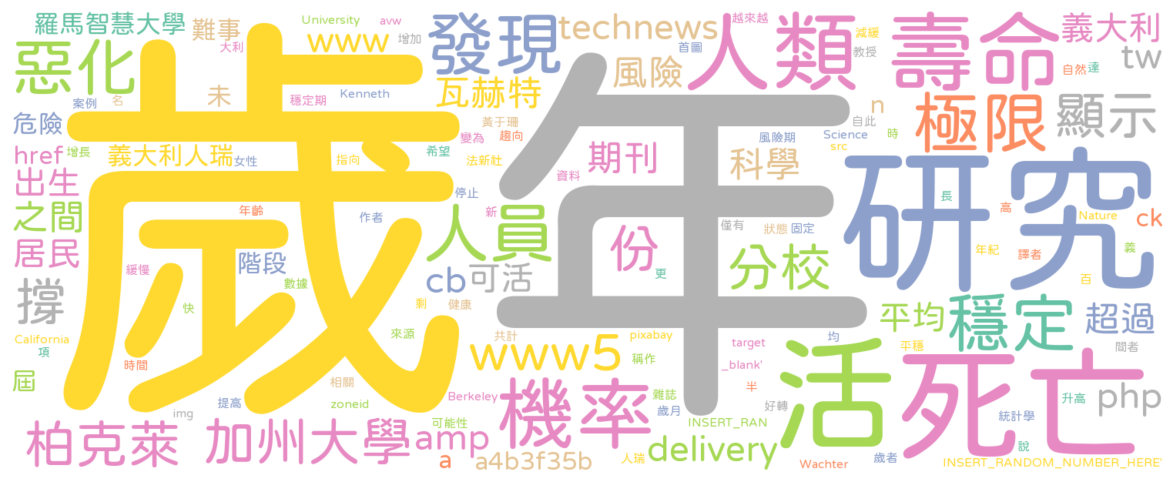 羅馬智慧大學
難事
大利
University
avw
增加
www
發現
technews
越來越
首圖
人類
減緩
教授
壽命
義大利
tw
惡化
案例
名
穩定期
Kenneth
未
瓦赫特
風險
n
自然
達
極限
顯示
自此
危險
歲
年
黃于珊
變為
趨向
風險期
Science
src
時
href
增長
義大利人瑞
女性
指向
希望
法新社
期刊
科學
研究
出生
資料
停止
新
長
之間
年齡
作者
人員
份
僅有
狀態
固定
高
Nature
ck
居民
階段
分校
年紀
譯者
義
緩慢
數據
cb
可活
更
百
撐
快
剩
健康
平均
穩定
超過
California
項
時間
來源
共計
www5
pixabay
稱作
target
_blank'
均
平穩
間者
屆
相關
活
死亡
php
img
提高
zoneid
Berkeley
機率
雜誌
歲月
半
好轉
升高
統計學
說
柏克萊
加州大學
amp
可能性
INSERT_RAN
delivery
a
a4b3f35b
人瑞
Wachter
歲者
INSERT_RANDOM_NUMBER_HERE'